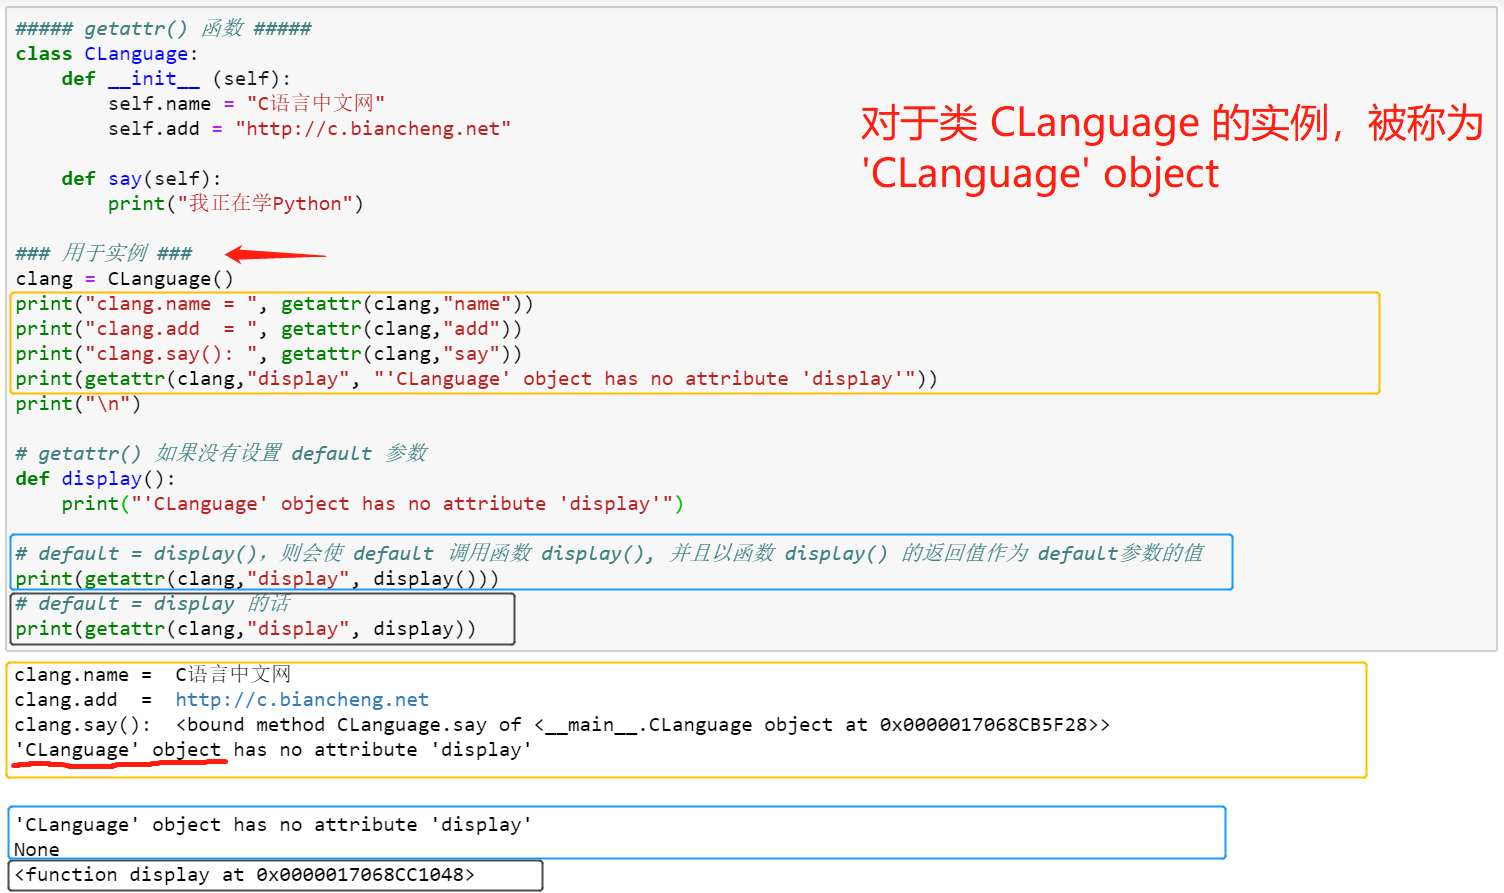 ##### getattr() 函数 #####
class CLanguage:
    def __init__ (self):
        self.name = "C语言中文网"
        self.add = "http://c.biancheng.net"
    def say(self):
        print("我正在学Python")
对于类 CLanguage 的实例，被称为
'CLanguage' object
### 用于实例 ###
clang = CLanguage()
print("clang.name = ", getattr(clang,"name"))
print("clang.add  = ", getattr(clang,"add"))
print("clang.say(): ", getattr(clang,"say"))
print(getattr(clang,"display", "'CLanguage' object has no attribute 'display'"))
print("\n")
# getattr() 如果没有设置 default 参数
def display():
    print("'CLanguage' object has no attribute 'display'")
# default = display()，则会使 default 调用函数 display(), 并且以函数 display() 的返回值作为 default参数的值
print(getattr(clang,"display", display()))
# default = display 的话
print(getattr(clang,"display", display))
clang.name =  C语言中文网
clang.add  =  http://c.biancheng.net
clang.say():  <bound method CLanguage.say of <__main__.CLanguage object at 0x0000017068CB5F28>>
'CLanguage' object has no attribute 'display'
'CLanguage' object has no attribute 'display'
None
<function display at 0x0000017068CC1048>